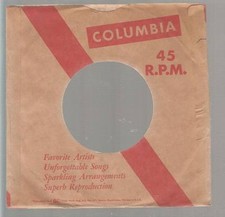 COLUMBIA
45
R.P.M.
Favorite Artists
Unforgettable Songs
Sparkling Arrangements
Superb Reproduction